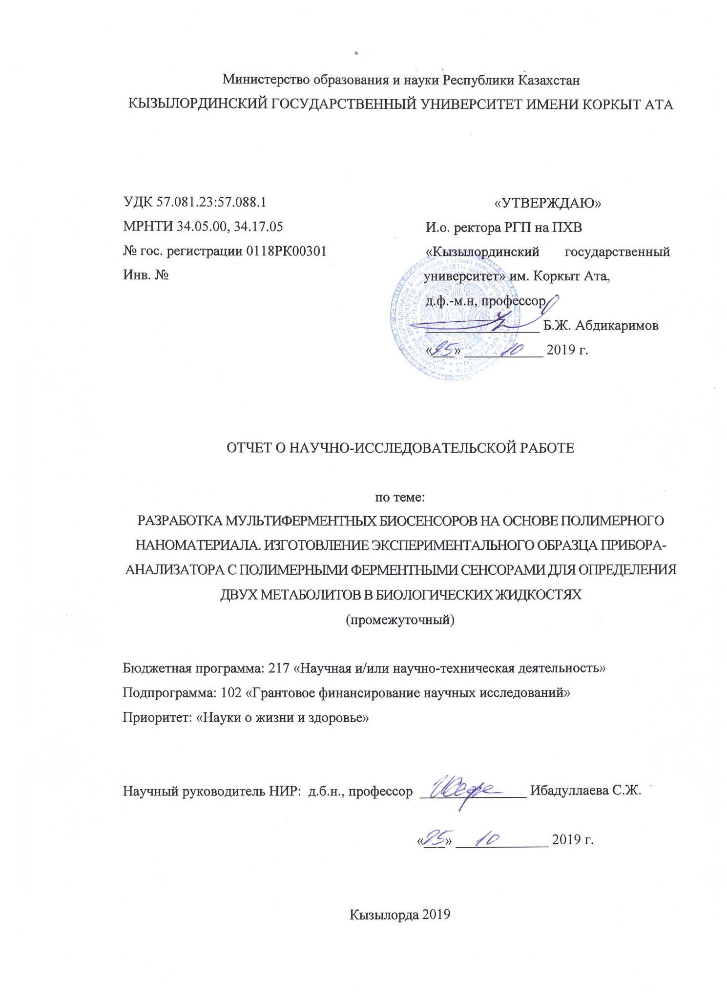 Министерство образования и науки Республики Казахстан
КЫЗЫЛОРДИНСКИЙ ГОСУДАРСТВЕННЫЙ УНИВЕРСИТЕТ ИМЕНИ КОРКЫТ АТА
УДК 57.081.23:57.088.1
МРНТИ 34.05.00, 34.17.05
№ гос. регистрации 0118РК00301
Инв. №
«УТВЕРЖДАЮ»
И.о. ректора РГП на ПХВ
«Кызылординский государственный
университет» им. Коркыт Ата,
д.ф.-м.н, профессор
Б.Ж. Абдикаримов
«25» 10 2019 г.
ОТЧЕТ О НАУЧНО-ИССЛЕДОВАТЕЛЬСКОЙ РАБОТЕ
по теме:
РАЗРАБОТКА МУЛЬТИФЕРМЕНТНЫХ БИОСЕНСОРОВ НА ОСНОВЕ ПОЛИМЕРНОГО
НАНОМАТЕРИАЛА. ИЗГОТОВЛЕНИЕ ЭКСПЕРИМЕНТАЛЬНОГО ОБРАЗЦА ПРИБОРА-
АНАЛИЗАТОРА С ПОЛИМЕРНЫМИ ФЕРМЕНТНЫМИ СЕНСОРАМИ ДЛЯ ОПРЕДЕЛЕНИЯ
ДВУХ МЕТАБОЛИТОВ В БИОЛОГИЧЕСКИХ ЖИДКОСТЯХ
(промежуточный)
Бюджетная программа: 217 «Научная и/или научно-техническая деятельность»
Подпрограмма: 102 «Грантовое финансирование научных исследований»
Приоритет: «Науки о жизни и здоровье»
Научный руководитель НИР: д.б.н., профессор Ибадуллаева С.Ж.
«25» 10 2019 г.
Кызылорда 2019